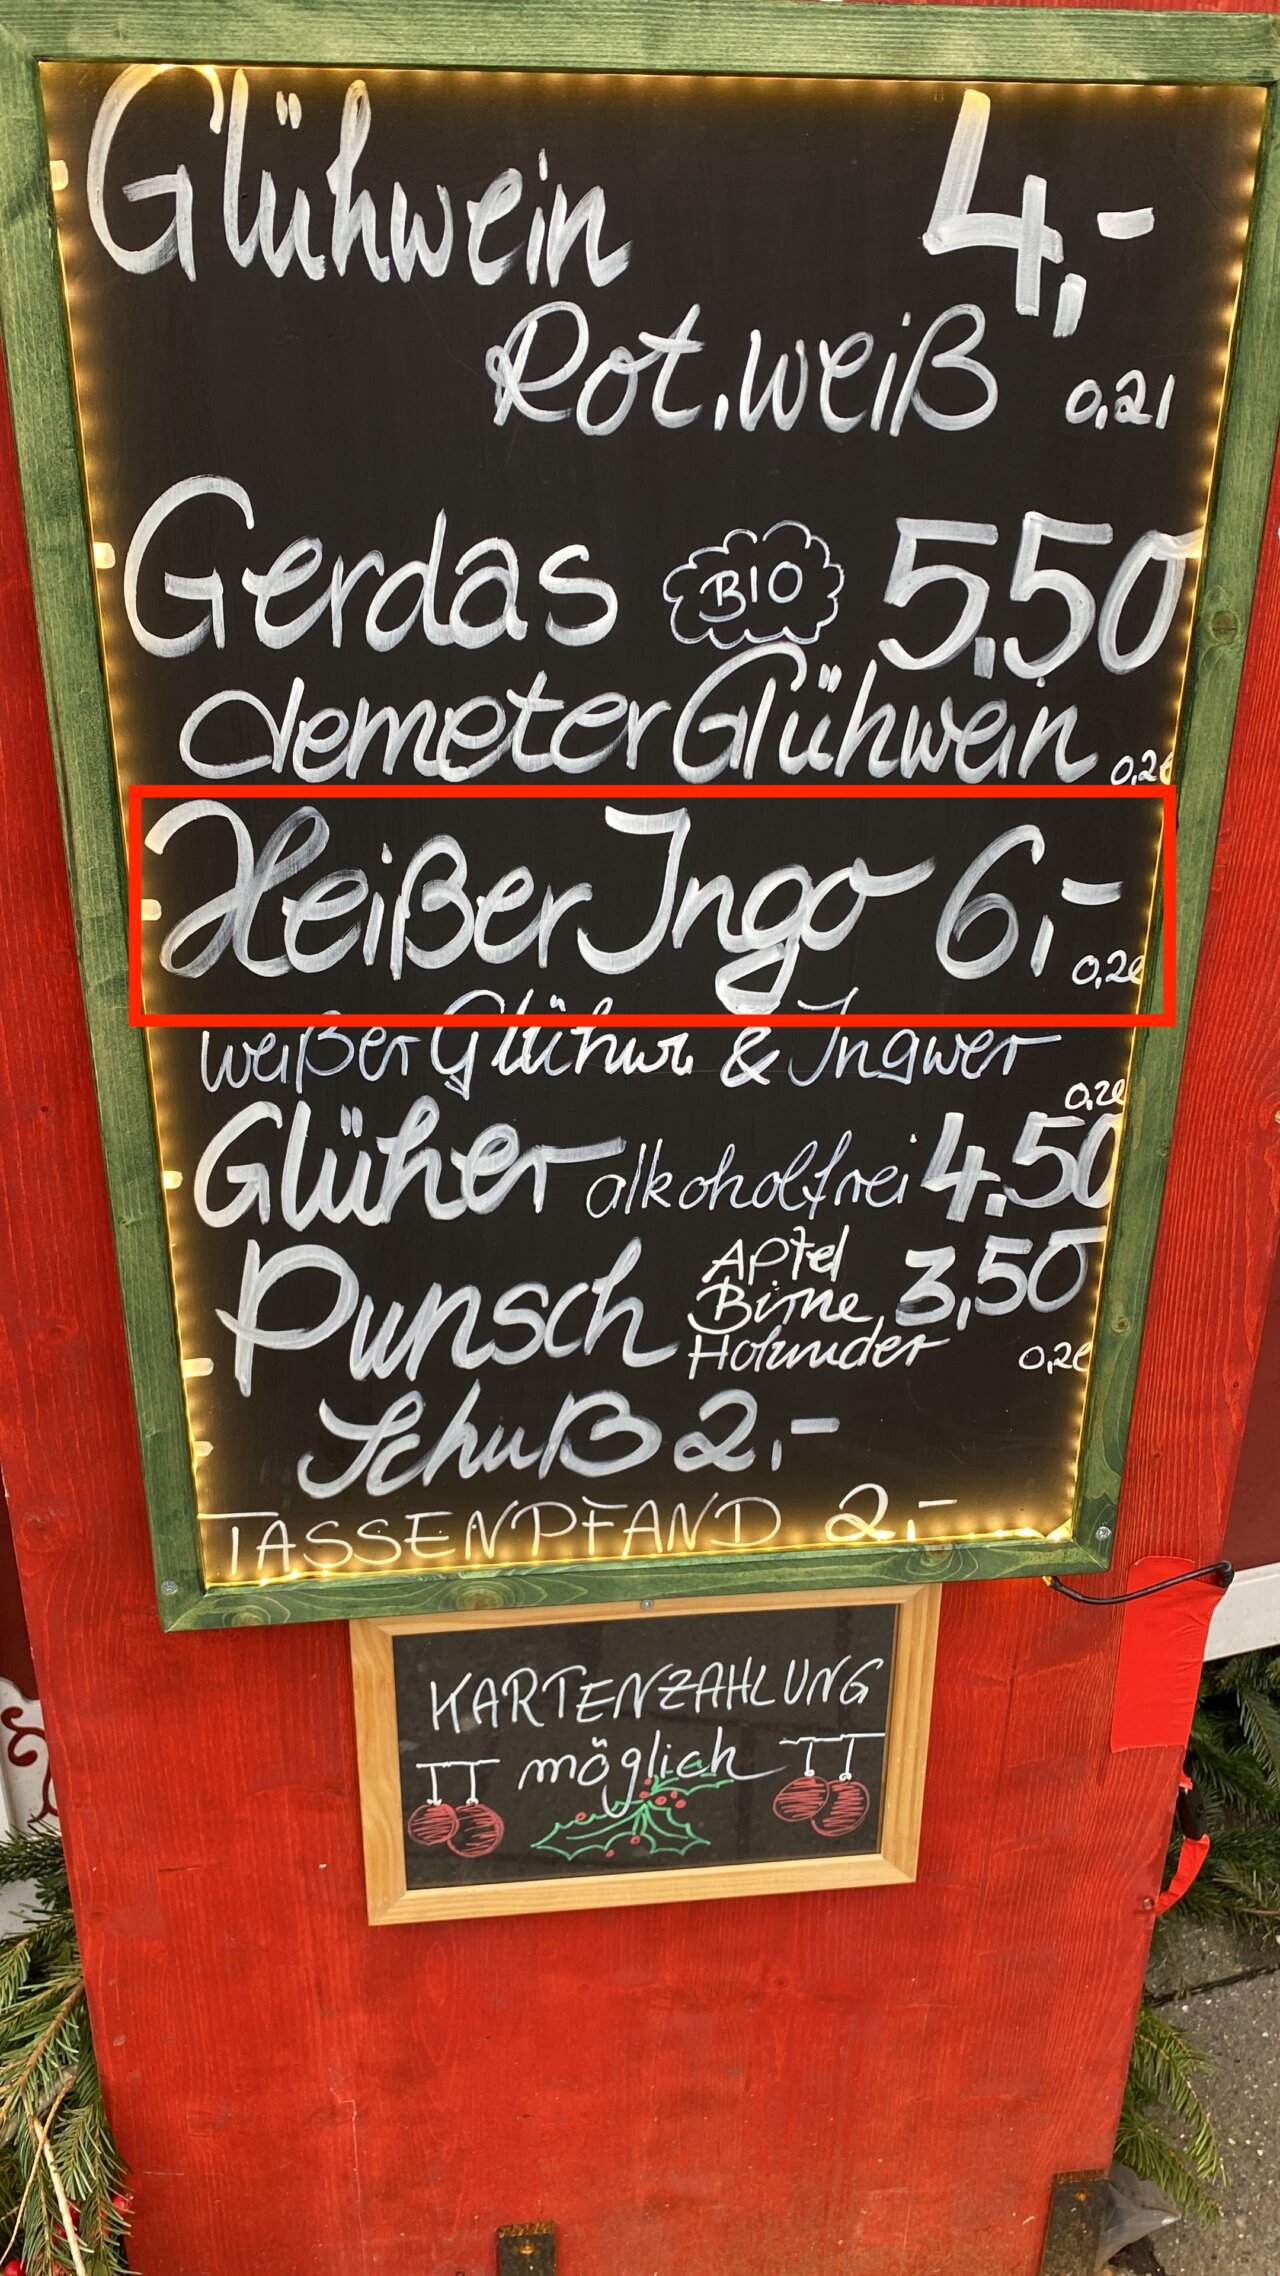 Glühwein 4,-
Rot, weiß 0,2l
Gerdas BIO 5,50
demeter Glühwein 0,2l
Heißer Ingo 6,- 0,2l
weißer Glühw. & Ingwer
0,2l
Glüher alkoholfrei 4.50
Punsch Apfel 3,50
Birne
Holunder 0,2l
Schuß 2,-
TASSENPFAND 2,-
KARTENZAHLUNG
möglich